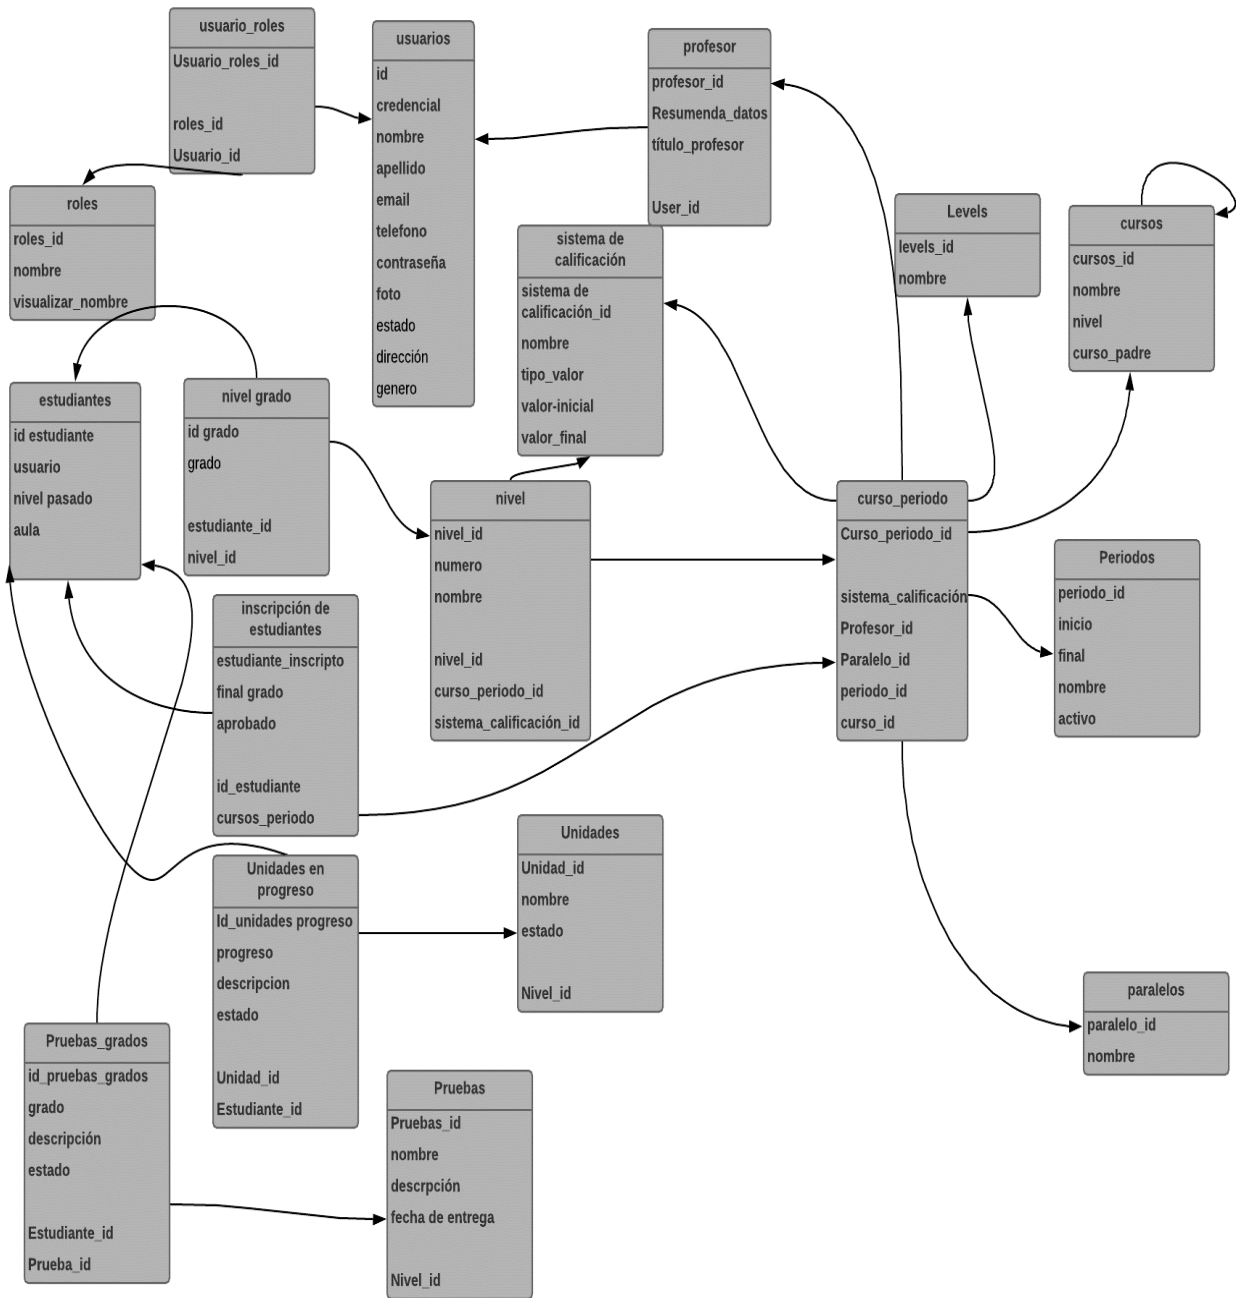 usuario_roles
Usuario_roles_id
roles_id
Usuario_id
usuarios
id
credencial
nombre
apellido
email
telefono
contraseña
foto
estado
dirección
genero
profesor
profesor_id
Resumenda_datos
título_profesor
User_id
roles
roles_id
nombre
visualizar_nombre
sistema de
calificación
sistema de
calificación_id
nombre
tipo_valor
valor-inicial
valor_final
Levels
levels_id
nombre
cursos
cursos_id
nombre
nivel
curso_padre
estudiantes
id estudiante
usuario
nivel pasado
aula
nivel grado
id grado
grado
estudiante_id
nivel_id
nivel
nivel_id
numero
nombre
nivel_id
curso_periodo_id
sistema_calificación_id
curso_periodo
Curso_periodo_id
sistema_calificación
Profesor_id
Paralelo_id
periodo_id
curso_id
Periodos
periodo_id
inicio
final
nombre
activo
inscripción de
estudiantes
estudiante_inscripto
final grado
aprobado
id_estudiante
cursos_periodo
Unidades en
progreso
Id_unidades progreso
progreso
descripcion
estado
Unidad_id
Estudiante_id
Unidades
Unidad_id
nombre
estado
Nivel_id
paralelos
paralelo_id
nombre
Pruebas_grados
id_pruebas_grados
grado
descripción
estado
Estudiante_id
Prueba_id
Pruebas
Pruebas_id
nombre
descrpción
fecha de entrega
Nivel_id